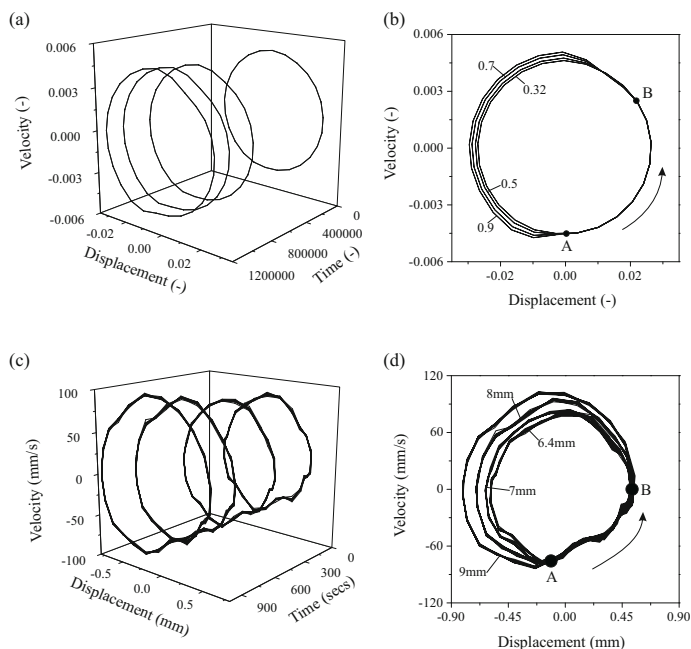 (a)
0.006
0.003
0.000
-0.003
-0.006
Velocity (-)
-0.02
0.00
0.02
Displacement (-)
0
400000
800000
1200000
Time (-)
(b)
0.006
0.003
0.000
-0.003
-0.006
Velocity (-)
0.7
0.32
B
0.5
0.9
A
-0.02
0.00
0.02
Displacement (-)
(c)
100
50
0
-50
-100
Velocity (mm/s)
-0.5
0.0
0.5
Displacement (mm)
0
300
600
900
Time (secs)
(d)
120
60
0
-60
-120
Velocity (mm/s)
8mm
6.4mm
7mm
B
9mm
A
-0.90
-0.45
0.00
0.45
0.90
Displacement (mm)